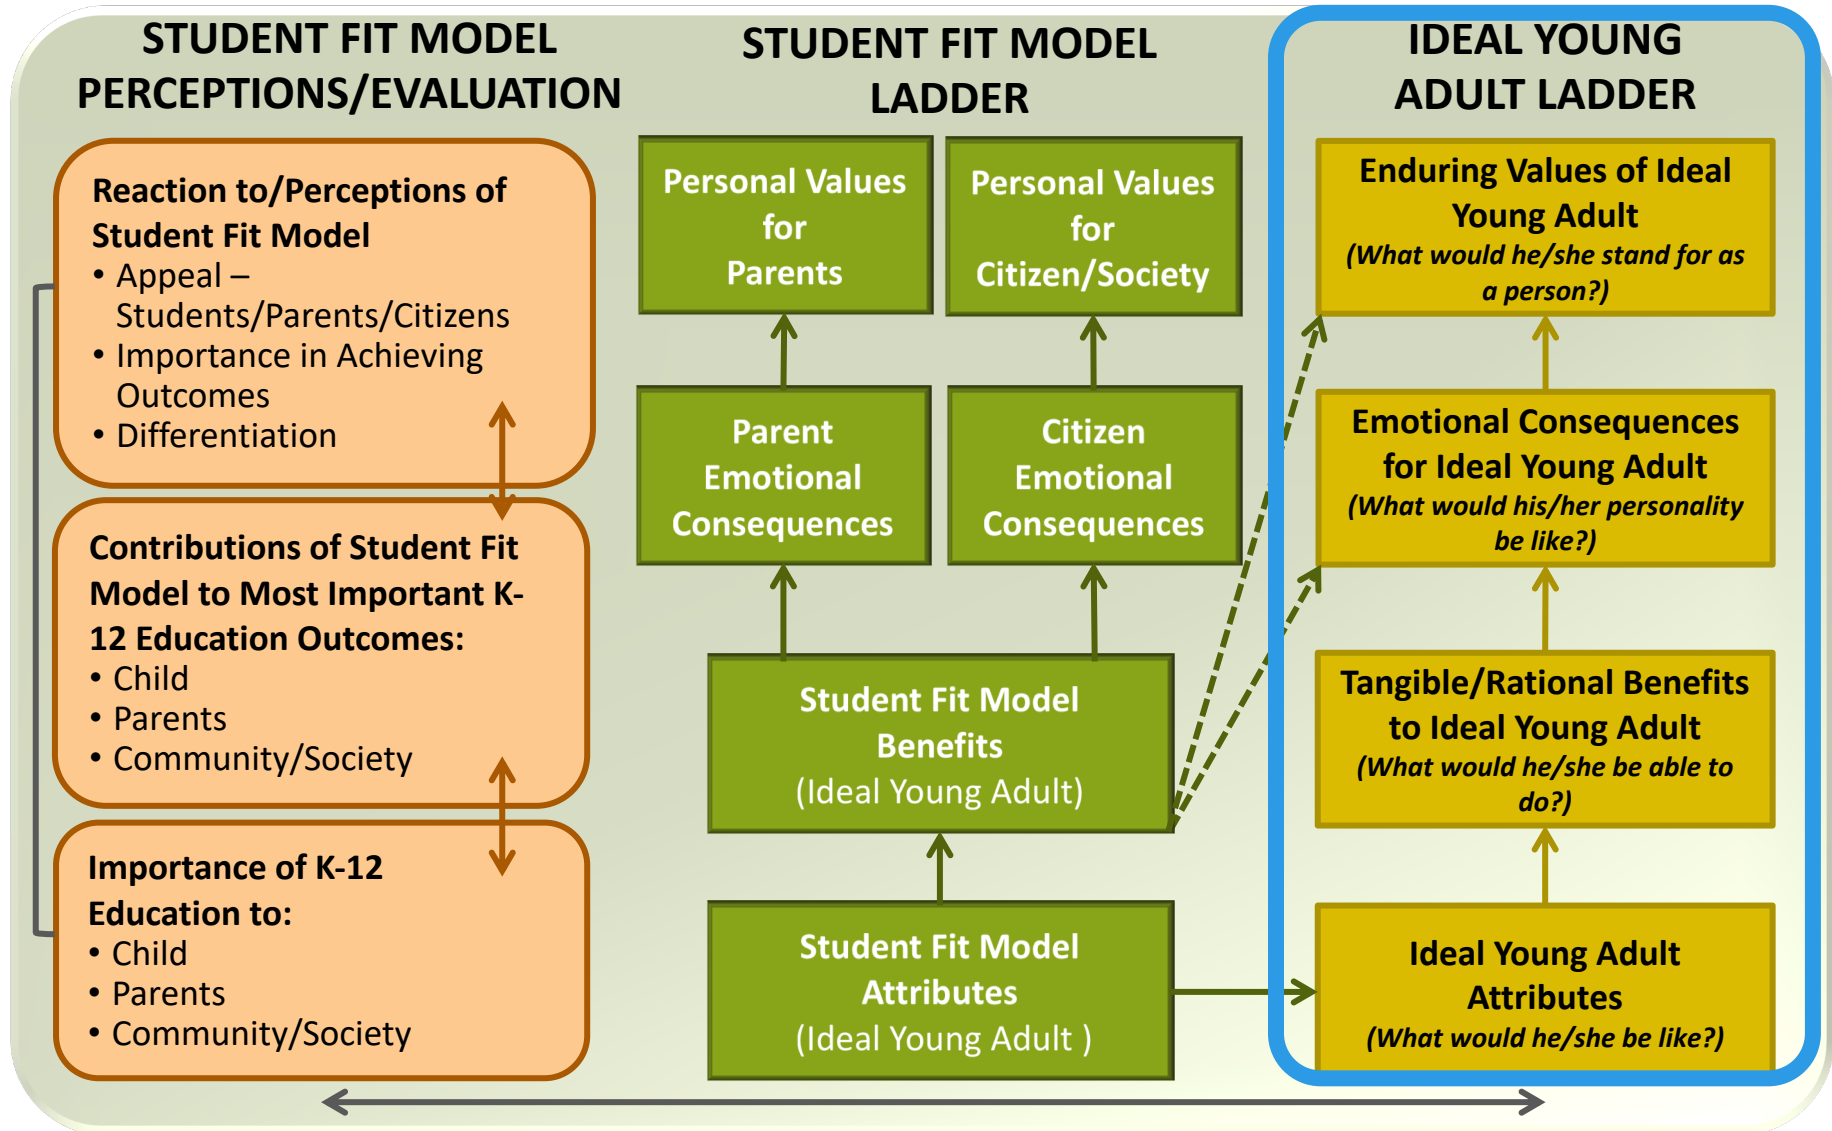 STUDENT FIT MODEL
PERCEPTIONS/EVALUATION
Reaction to/Perceptions of
Student Fit Model
• Appeal –
Students/Parents/Citizens
• Importance in Achieving
Outcomes
• Differentiation
Contributions of Student Fit
Model to Most Important K-
12 Education Outcomes:
• Child
• Parents
• Community/Society
Importance of K-12
Education to:
• Child
• Parents
• Community/Society
STUDENT FIT MODEL
LADDER
Personal Values
for
Parents
Personal Values
for
Citizen/Society
Parent
Emotional
Consequences
Citizen
Emotional
Consequences
Student Fit Model
Benefits
(Ideal Young Adult)
Student Fit Model
Attributes
(Ideal Young Adult )
IDEAL YOUNG
ADULT LADDER
Enduring Values of Ideal
Young Adult
(What would he/she stand for as
a person?)
Emotional Consequences
for Ideal Young Adult
(What would his/her personality
be like?)
Tangible/Rational Benefits
to Ideal Young Adult
(What would he/she be able to
do?)
Ideal Young Adult
Attributes
(What would he/she be like?)